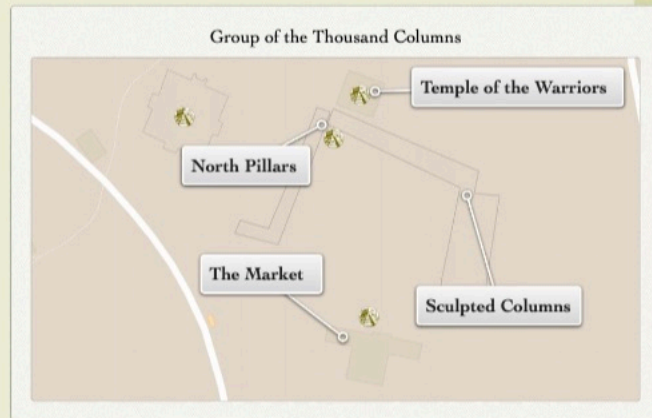 Group of the Thousand Columns
Temple of the Warriors
North Pillars
The Market
Sculpted Columns